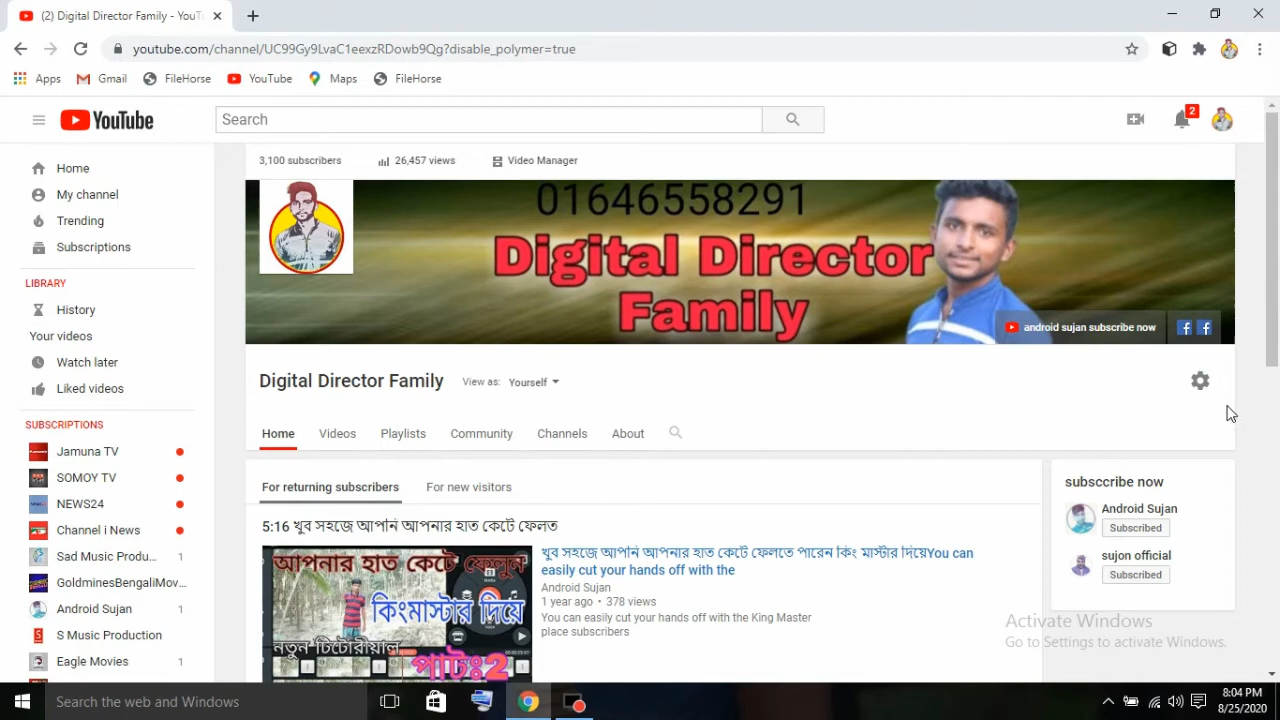 (2) Digital Director Family - YouT
youtube.com/channel/UC99Gy9LvaC1eexzRDowb9Qg?disable_polymer=true
Apps Gmail FileHorse YouTube Maps FileHorse
YouTube
Search
2
3,100 subscribers 26,457 views Video Manager
Home
My channel
Trending
Subscriptions
LIBRARY
History
Your videos
Watch later
Liked videos
SUBSCRIPTIONS
Jamuna TV
SOMOY TV
NEWS24
Channel i News
Sad Music Produ... 1
GoldminesBengaliMov...
Android Sujan 1
S Music Production
Eagle Movies 1
01646558291
Digital Director
Family
android sujan subscribe now
Digital Director Family View as: Yourself
Home Videos Playlists Community Channels About
For returning subscribers For new visitors
5:16 খুব সহজে আপনি আপনার হাত কেটে ফেলত
আপনার হাত কেটে ফেলুন
কিংমাস্টার দিয়ে
নতুন টিটোরীয়াল
পাটঃ2
খুব সহজে আপনি আপনার হাত কেটে ফেলতে পারেন কিং মাস্টার দিয়েYou can
easily cut your hands off with the
Android Sujan
1 year ago • 378 views
You can easily cut your hands off with the King Master
place subscribers
subsccribe now
Android Sujan
Subscribed
sujon official
Subscribed
Activate Windows
Go to Settings to activate Windows.
Search the web and Windows
8:04 PM
8/25/2020